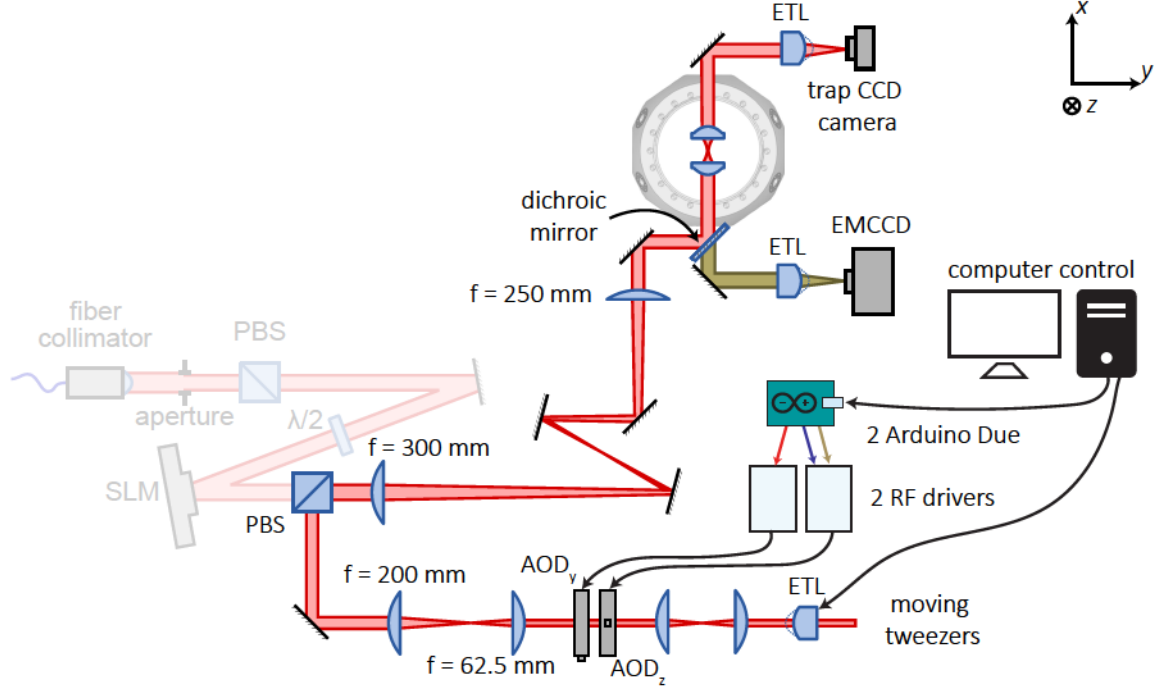 ETL
trap CCD
camera
x
y
z
dichroic
mirror
EMCCD
ETL
computer control
f = 250 mm
fiber
collimator
PBS
aperture
λ/2
2 Arduino Due
f = 300 mm
SLM
PBS
2 RF drivers
f = 200 mm
AODy
ETL
moving
tweezers
f = 62.5 mm
AODz